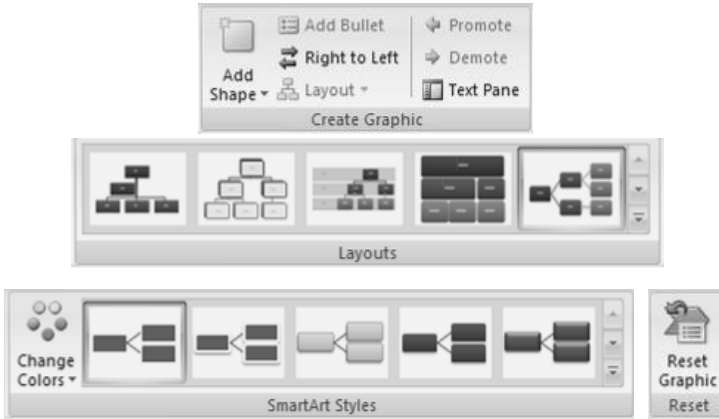 Add Shape
Add Bullet
Right to Left
Layout
Promote
Demote
Text Pane
Create Graphic
Layouts
Change Colors
SmartArt Styles
Reset Graphic
Reset